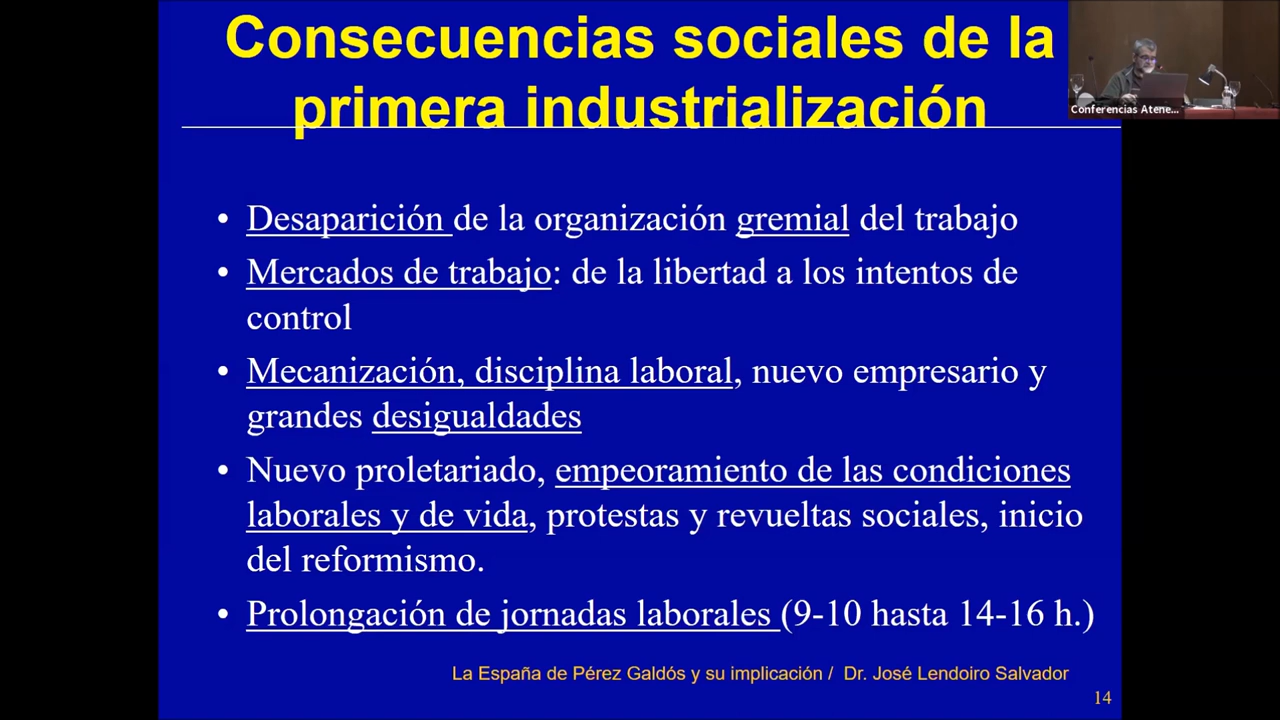 Consecuencias sociales de la
primera industrialización
Conferencias Atene...
• Desaparición de la organización gremial del trabajo
• Mercados de trabajo: de la libertad a los intentos de
control
• Mecanización, disciplina laboral, nuevo empresario y
grandes desigualdades
• Nuevo proletariado, empeoramiento de las condiciones
laborales y de vida, protestas y revueltas sociales, inicio
del reformismo.
• Prolongación de jornadas laborales (9-10 hasta 14-16 h.)
La España de Pérez Galdós y su implicación / Dr. José Lendoiro Salvador
14